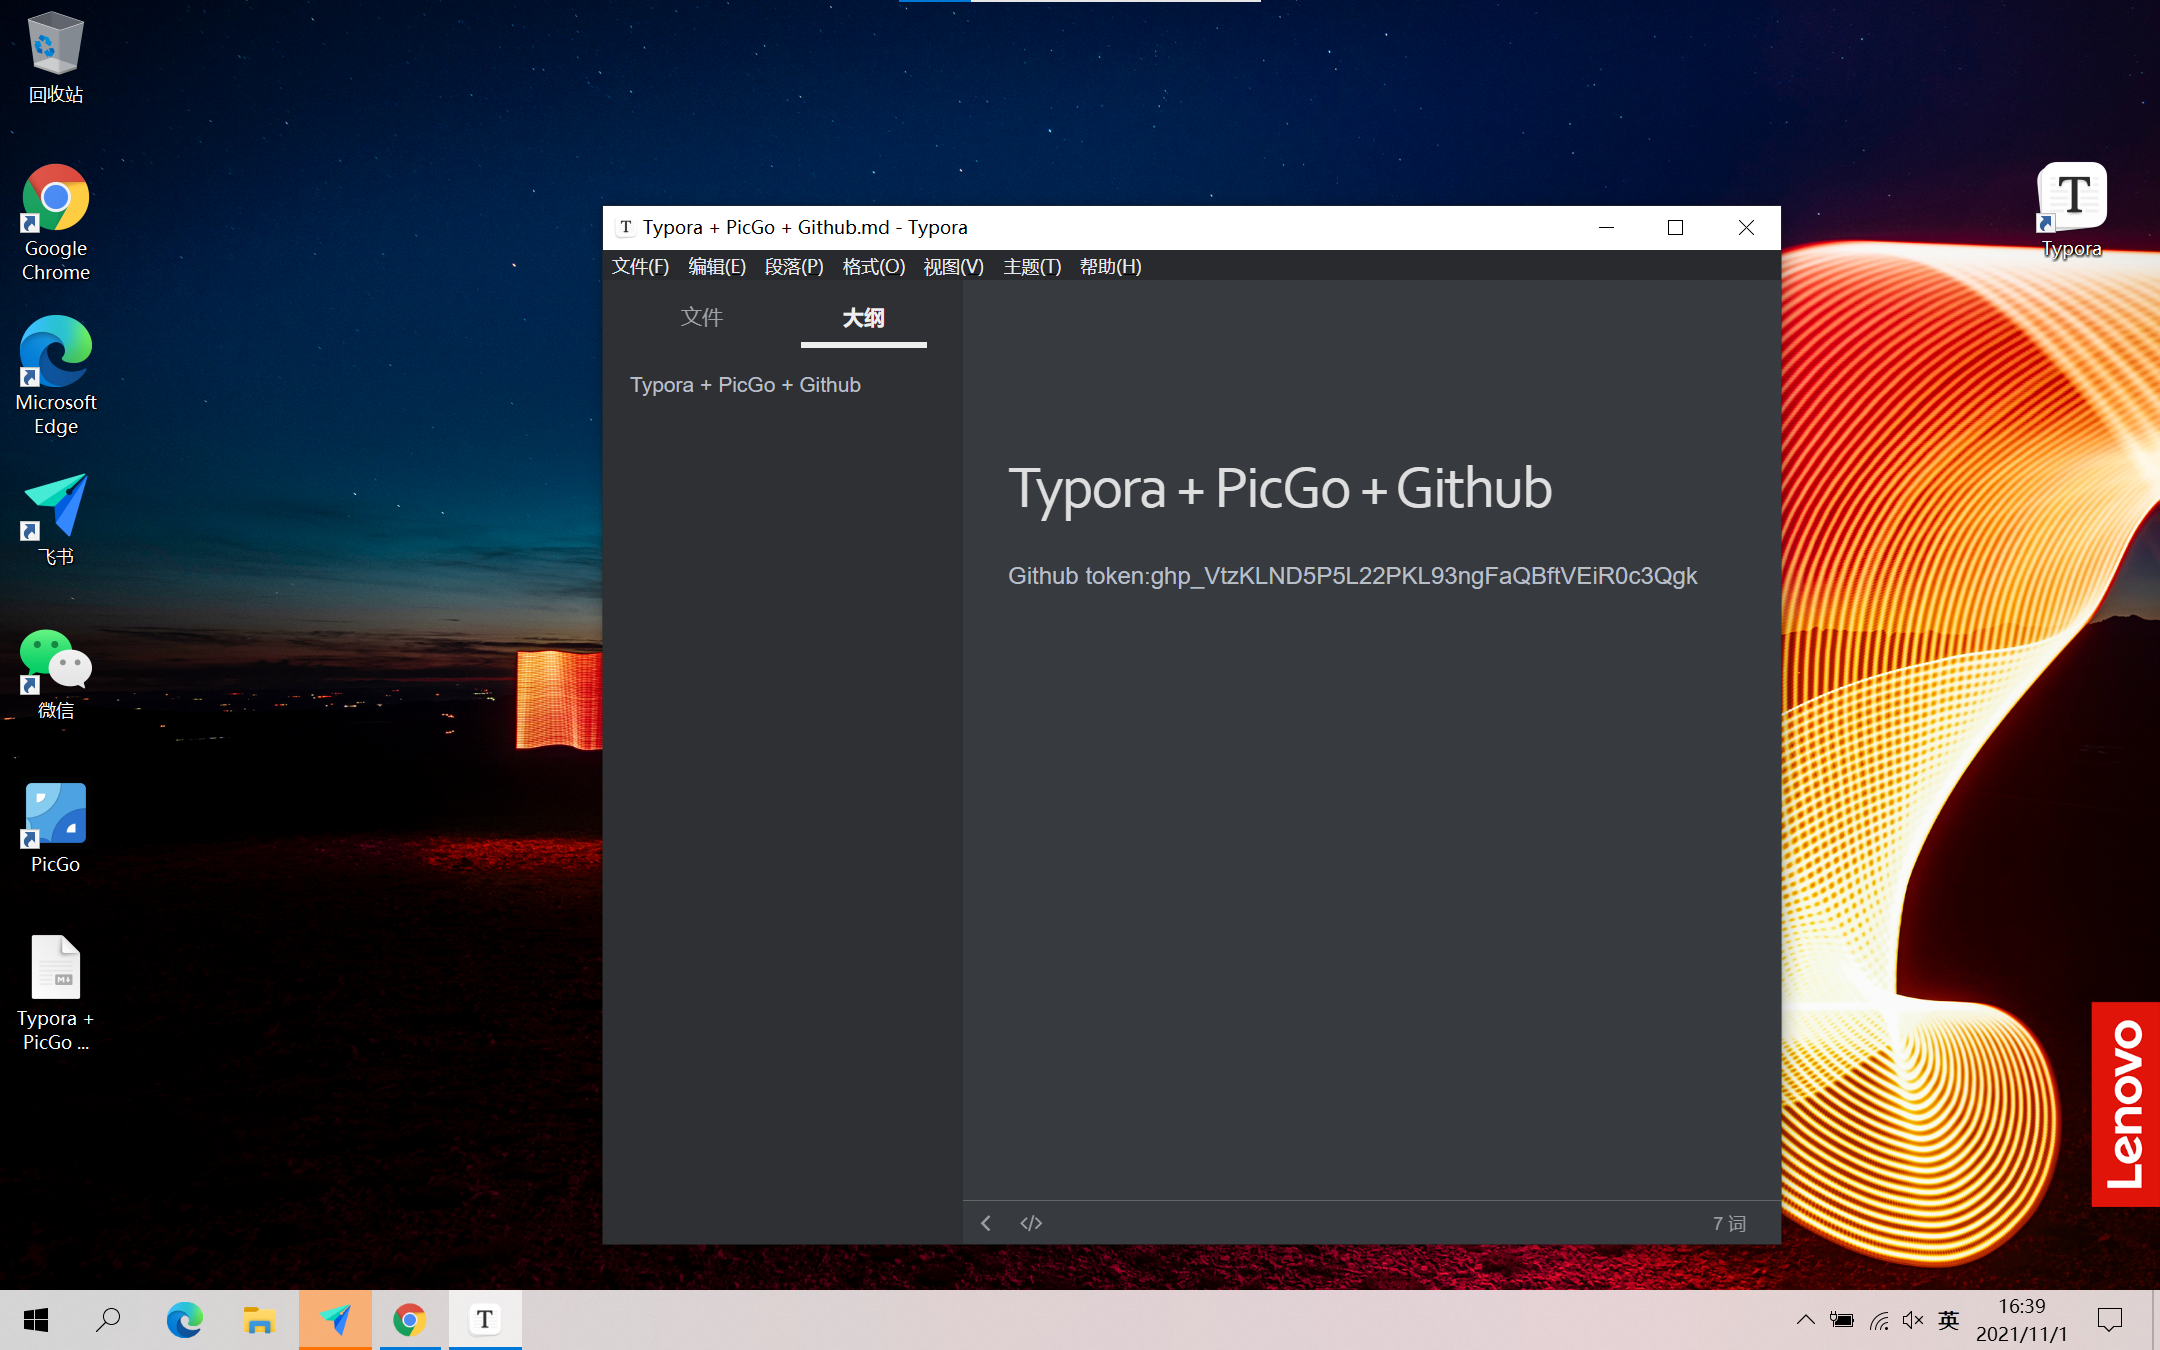 回收站
Google
Chrome
Microsoft
Edge
飞书
微信
PicGo
Typora +
PicGo ...
Typora
T Typora + PicGo + Github.md - Typora
文件(F) 编辑(E) 段落(P) 格式(O) 视图(V) 主题(T) 帮助(H)
文件 大纲
Typora + PicGo + Github
Typora + PicGo + Github
Github token: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
</> 7 词
Lenovo
英
16:39
2021/11/1